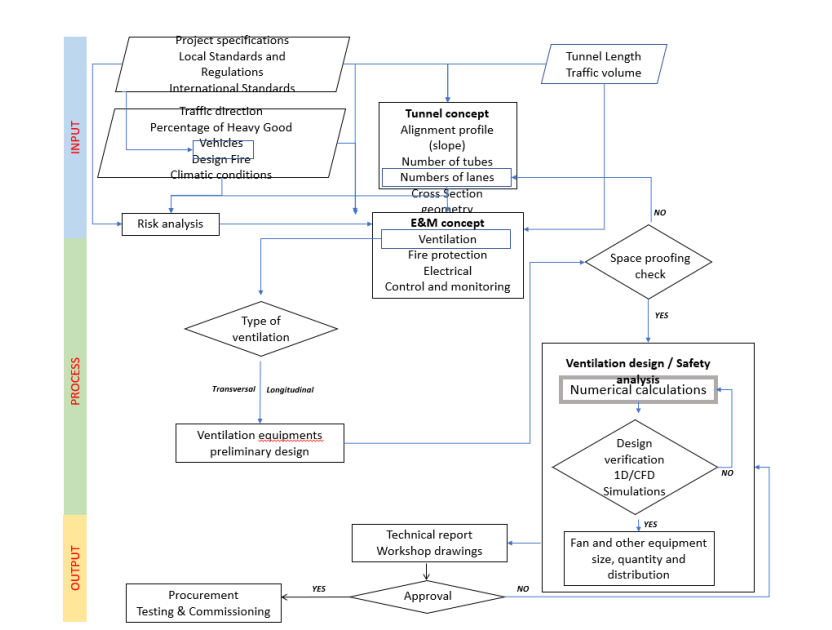 INPUT
Project specifications
Local Standards and
Regulations
International Standards
Tunnel Length
Traffic volume
Traffic direction
Percentage of Heavy Good
Vehicles
Design Fire
Climatic conditions
Tunnel concept
Alignment profile
(slope)
Number of tubes
Numbers of lanes
Cross Section
geometry
Risk analysis
E&M concept
Ventilation
Fire protection
Electrical
Control and monitoring
NO
Space proofing
check
YES
PROCESS
Type of
ventilation
Transversal
Longitudinal
Ventilation equipments
preliminary design
Ventilation design / Safety
analysis
Numerical calculations
Design
verification
1D/CFD
Simulations
NO
YES
Fan and other equipment
size, quantity and
distribution
OUTPUT
Technical report
Workshop drawings
Approval
YES
NO
Procurement
Testing & Commissioning